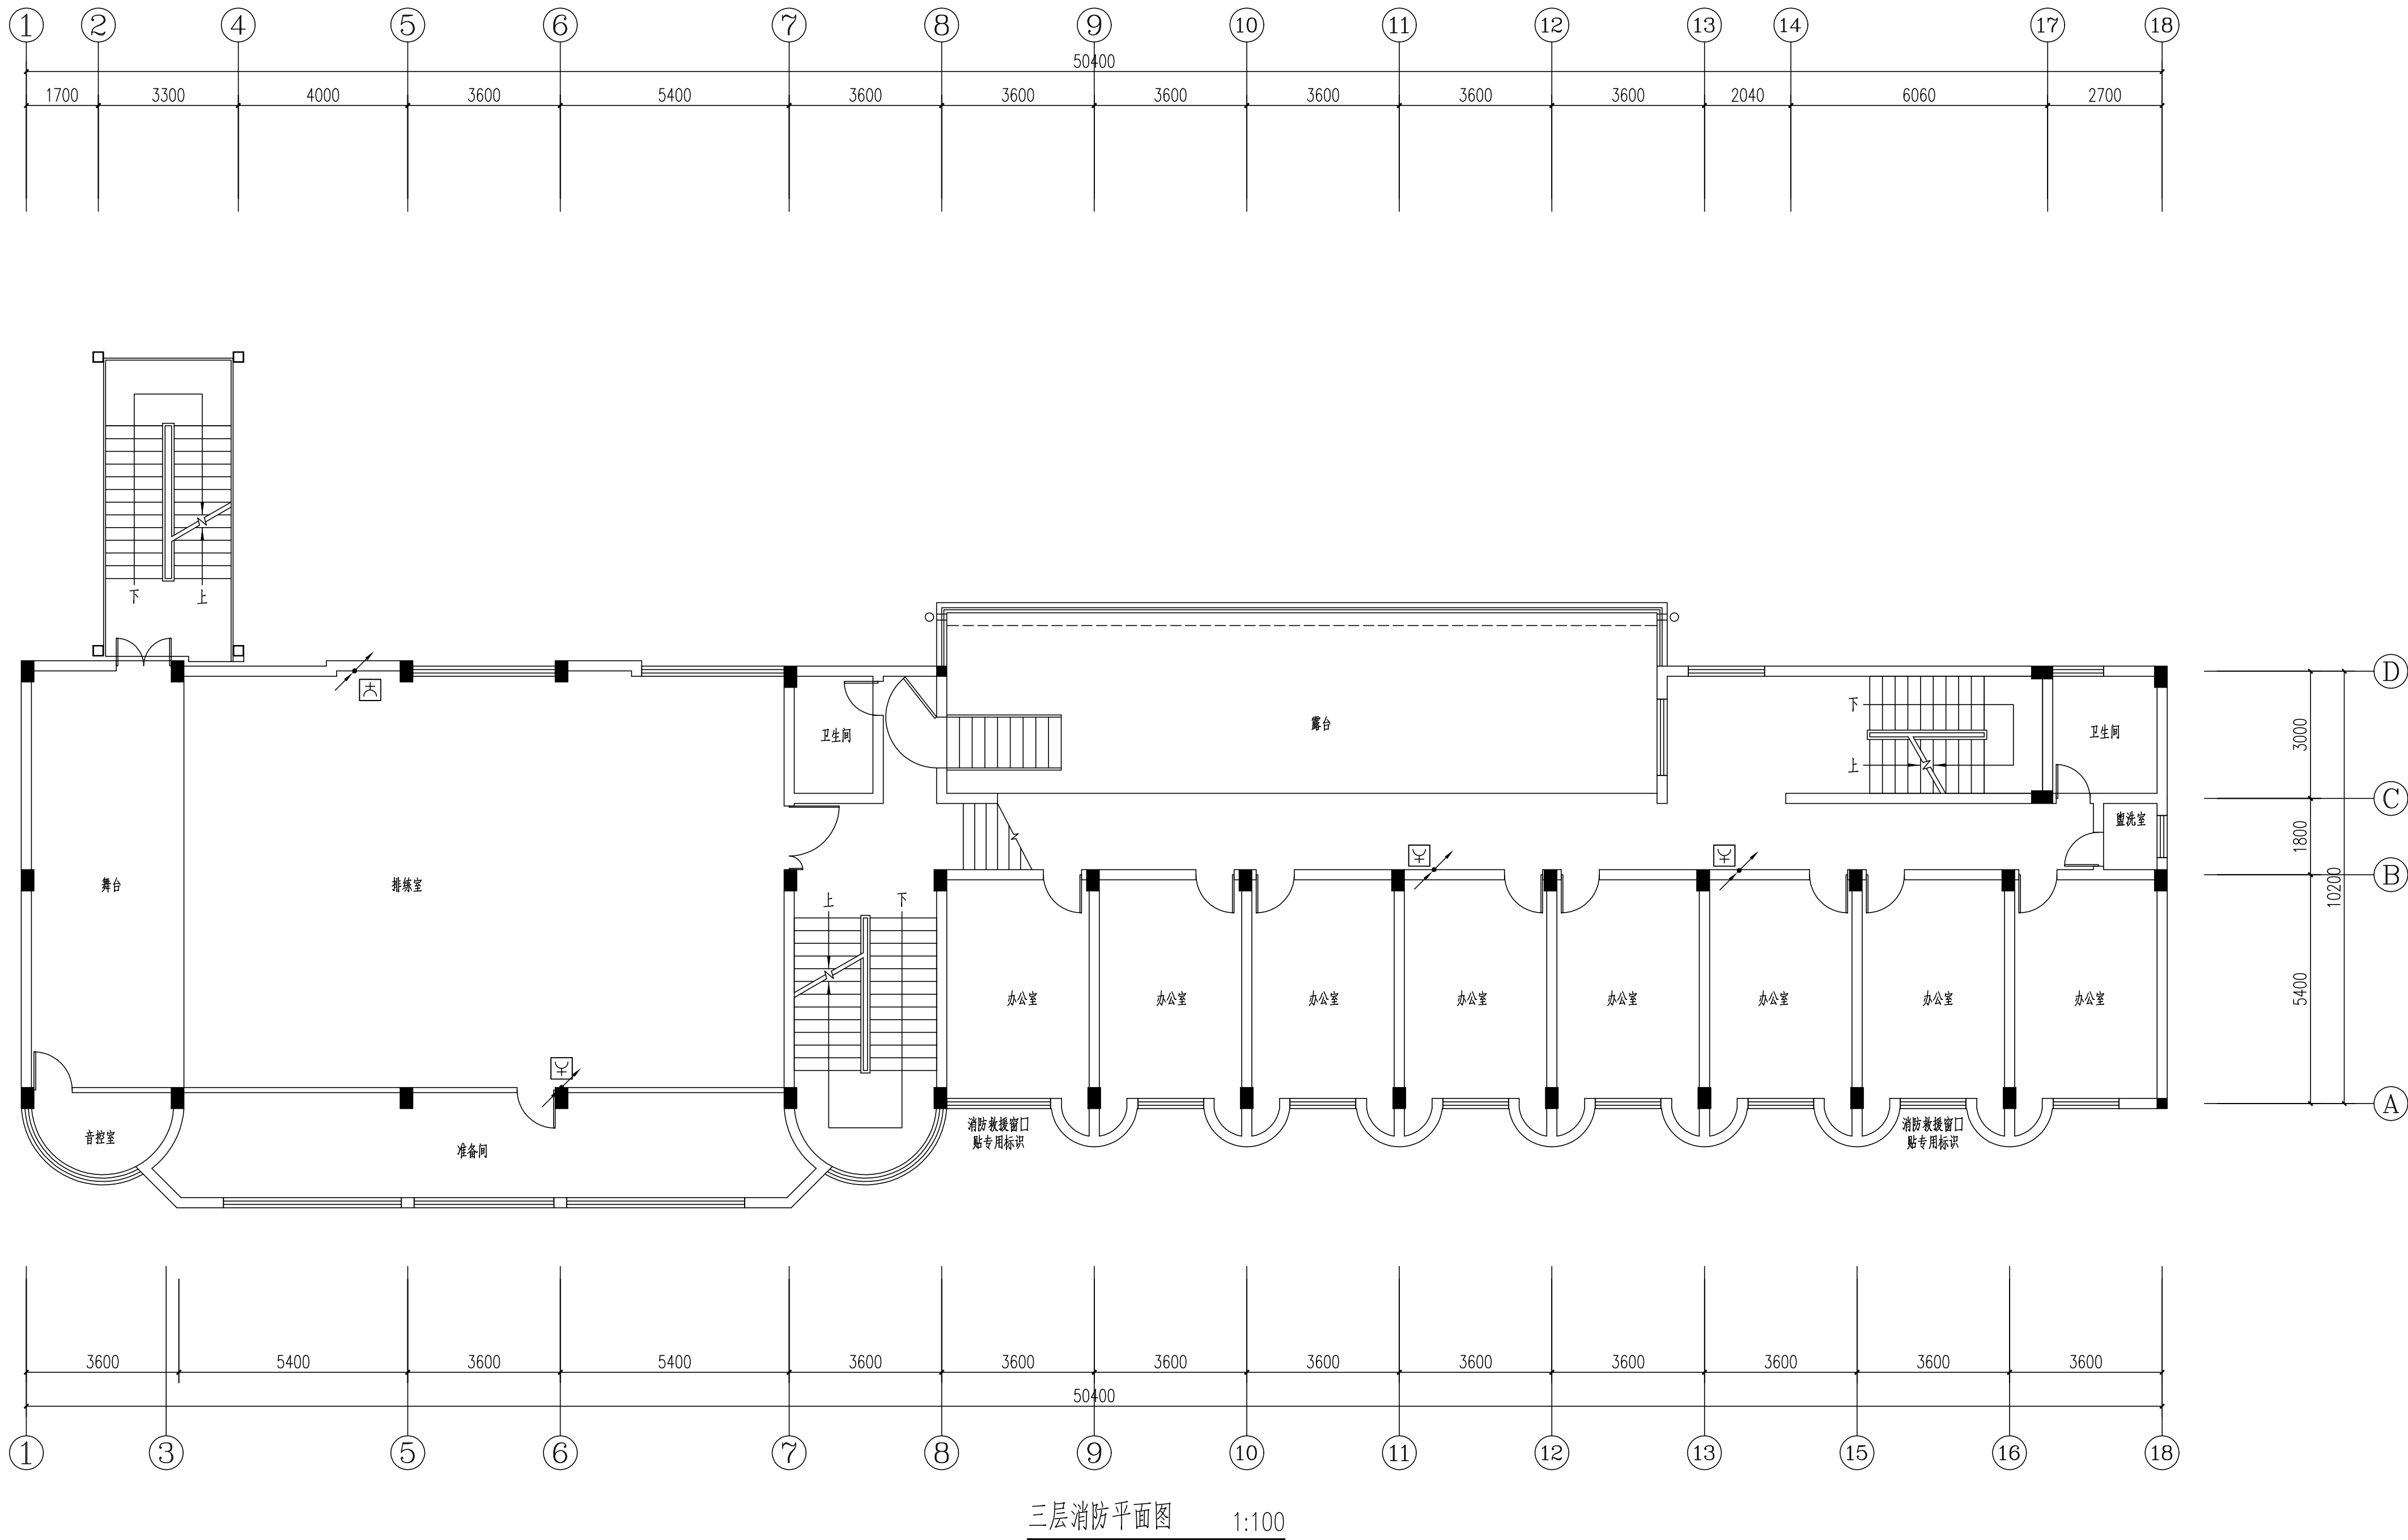 1 2 4 5 6 7 8 9 10 11 12 13 14 17 18
50400
1700 3300 4000 3600 5400 3600 3600 3600 3600 3600 3600 2040 6060 2700
下 上
D
卫生间
露台
下
上
卫生间
3000
C
盥洗室
1800
B
10200
舞台
排练室
上 下
办公室 办公室 办公室 办公室 办公室 办公室 办公室 办公室
5400
A
音控室
准备间
消防救援窗口
贴专用标识
消防救援窗口
贴专用标识
3600 5400 3600 5400 3600 3600 3600 3600 3600 3600 3600 3600 3600
50400
1 3 5 6 7 8 9 10 11 12 13 15 16 18
三层消防平面图 1:100